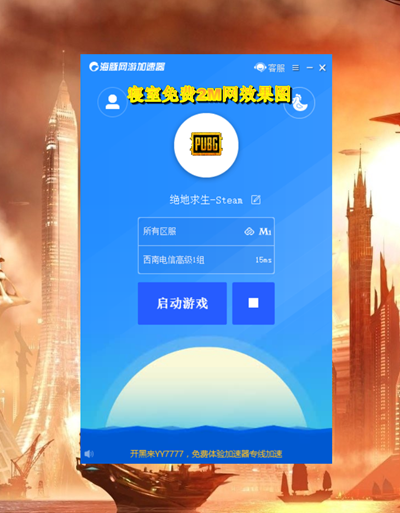 海豚网游加速器
客服
寝室免费2M网效果图
PUBG
绝地求生-Steam
所有区服 M1
西南电信高级1组 15ms
启动游戏
开黑来YY7777，免费体验加速器专线加速